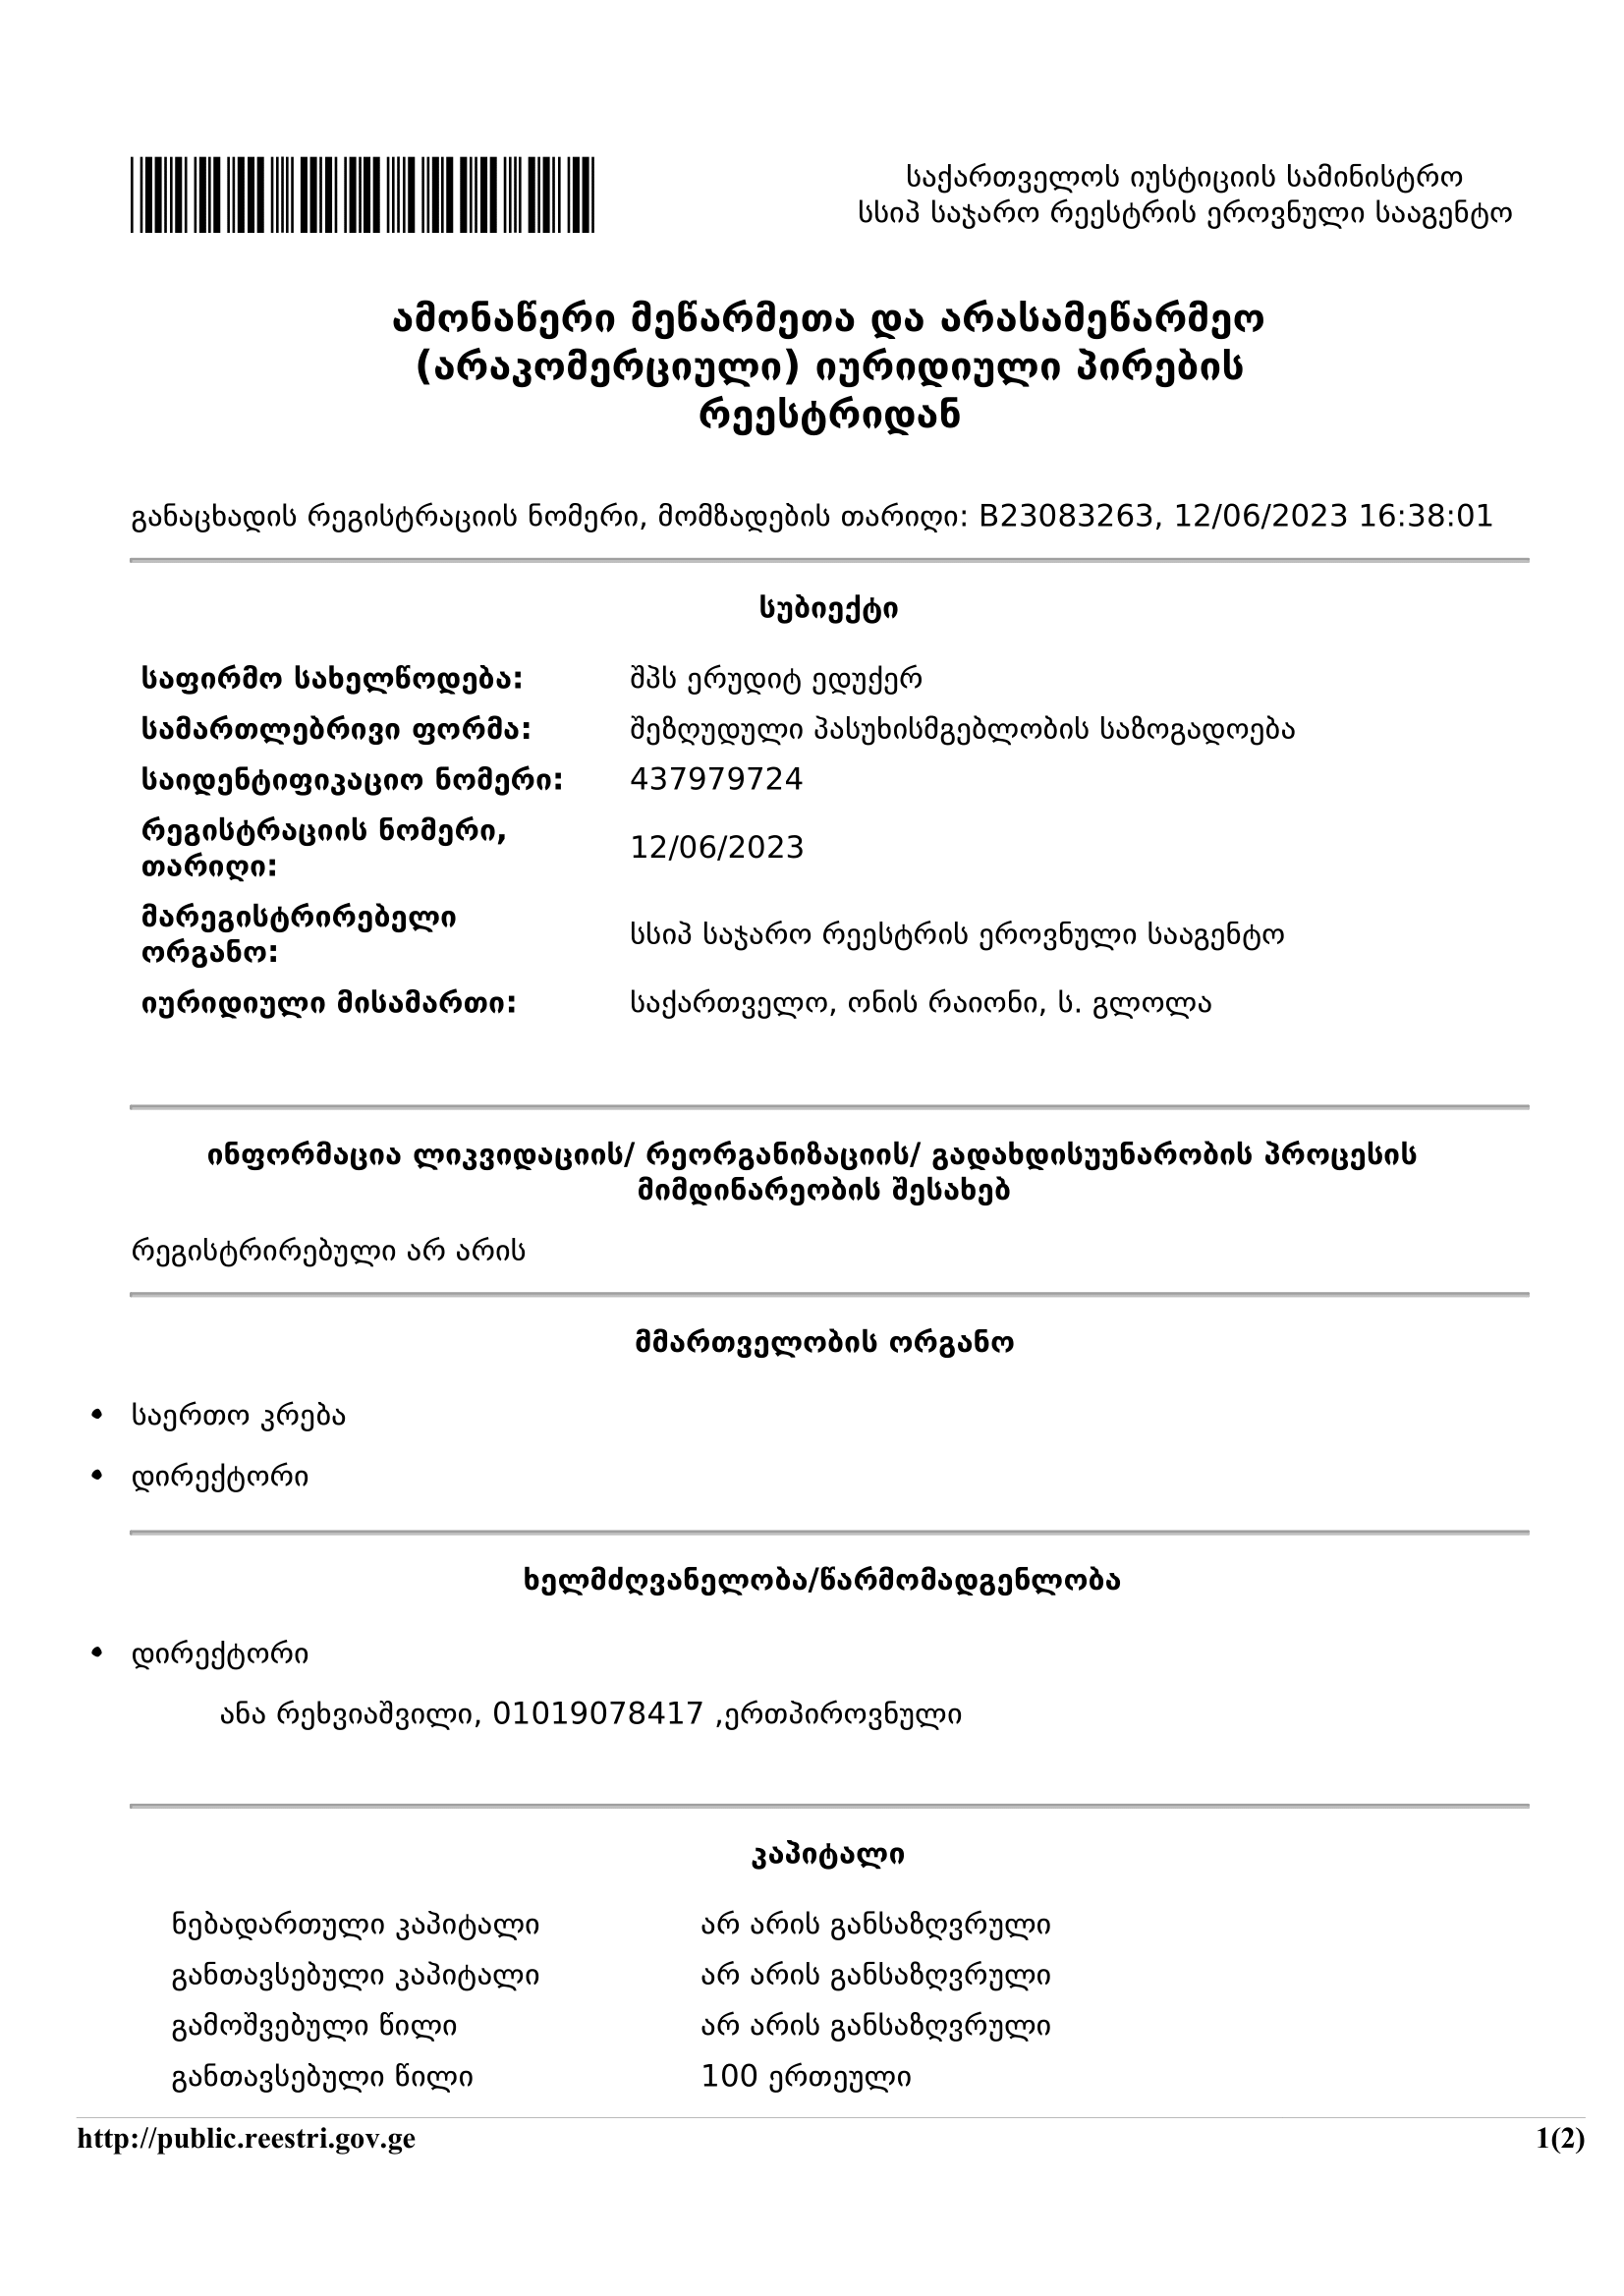 საქართველოს იუსტიციის სამინისტრო
სსიპ საჯარო რეესტრის ეროვნული სააგენტო
ამონაწერი მეწარმეთა და არასამეწარმეო
(არაკომერციული) იურიდიული პირების
რეესტრიდან
განაცხადის რეგისტრაციის ნომერი, მომზადების თარიღი: B23083263, 12/06/2023 16:38:01
სუბიექტი
საფირმო სახელწოდება: შპს ერუდიტ ედუქერ
სამართლებრივი ფორმა: შეზღუდული პასუხისმგებლობის საზოგადოება
საიდენტიფიკაციო ნომერი: 437979724
რეგისტრაციის ნომერი,
თარიღი: 12/06/2023
მარეგისტრირებელი
ორგანო: სსიპ საჯარო რეესტრის ეროვნული სააგენტო
იურიდიული მისამართი: საქართველო, ონის რაიონი, ს. გლოლა
ინფორმაცია ლიკვიდაციის/ რეორგანიზაციის/ გადახდისუუნარობის პროცესის
მიმდინარეობის შესახებ
რეგისტრირებული არ არის
მმართველობის ორგანო
• საერთო კრება
• დირექტორი
ხელმძღვანელობა/წარმომადგენლობა
• დირექტორი
ანა რეხვიაშვილი, 01019078417 ,ერთპიროვნული
კაპიტალი
ნებადართული კაპიტალი არ არის განსაზღვრული
განთავსებული კაპიტალი არ არის განსაზღვრული
გამოშვებული წილი არ არის განსაზღვრული
განთავსებული წილი 100 ერთეული
http://public.reestri.gov.ge 1(2)